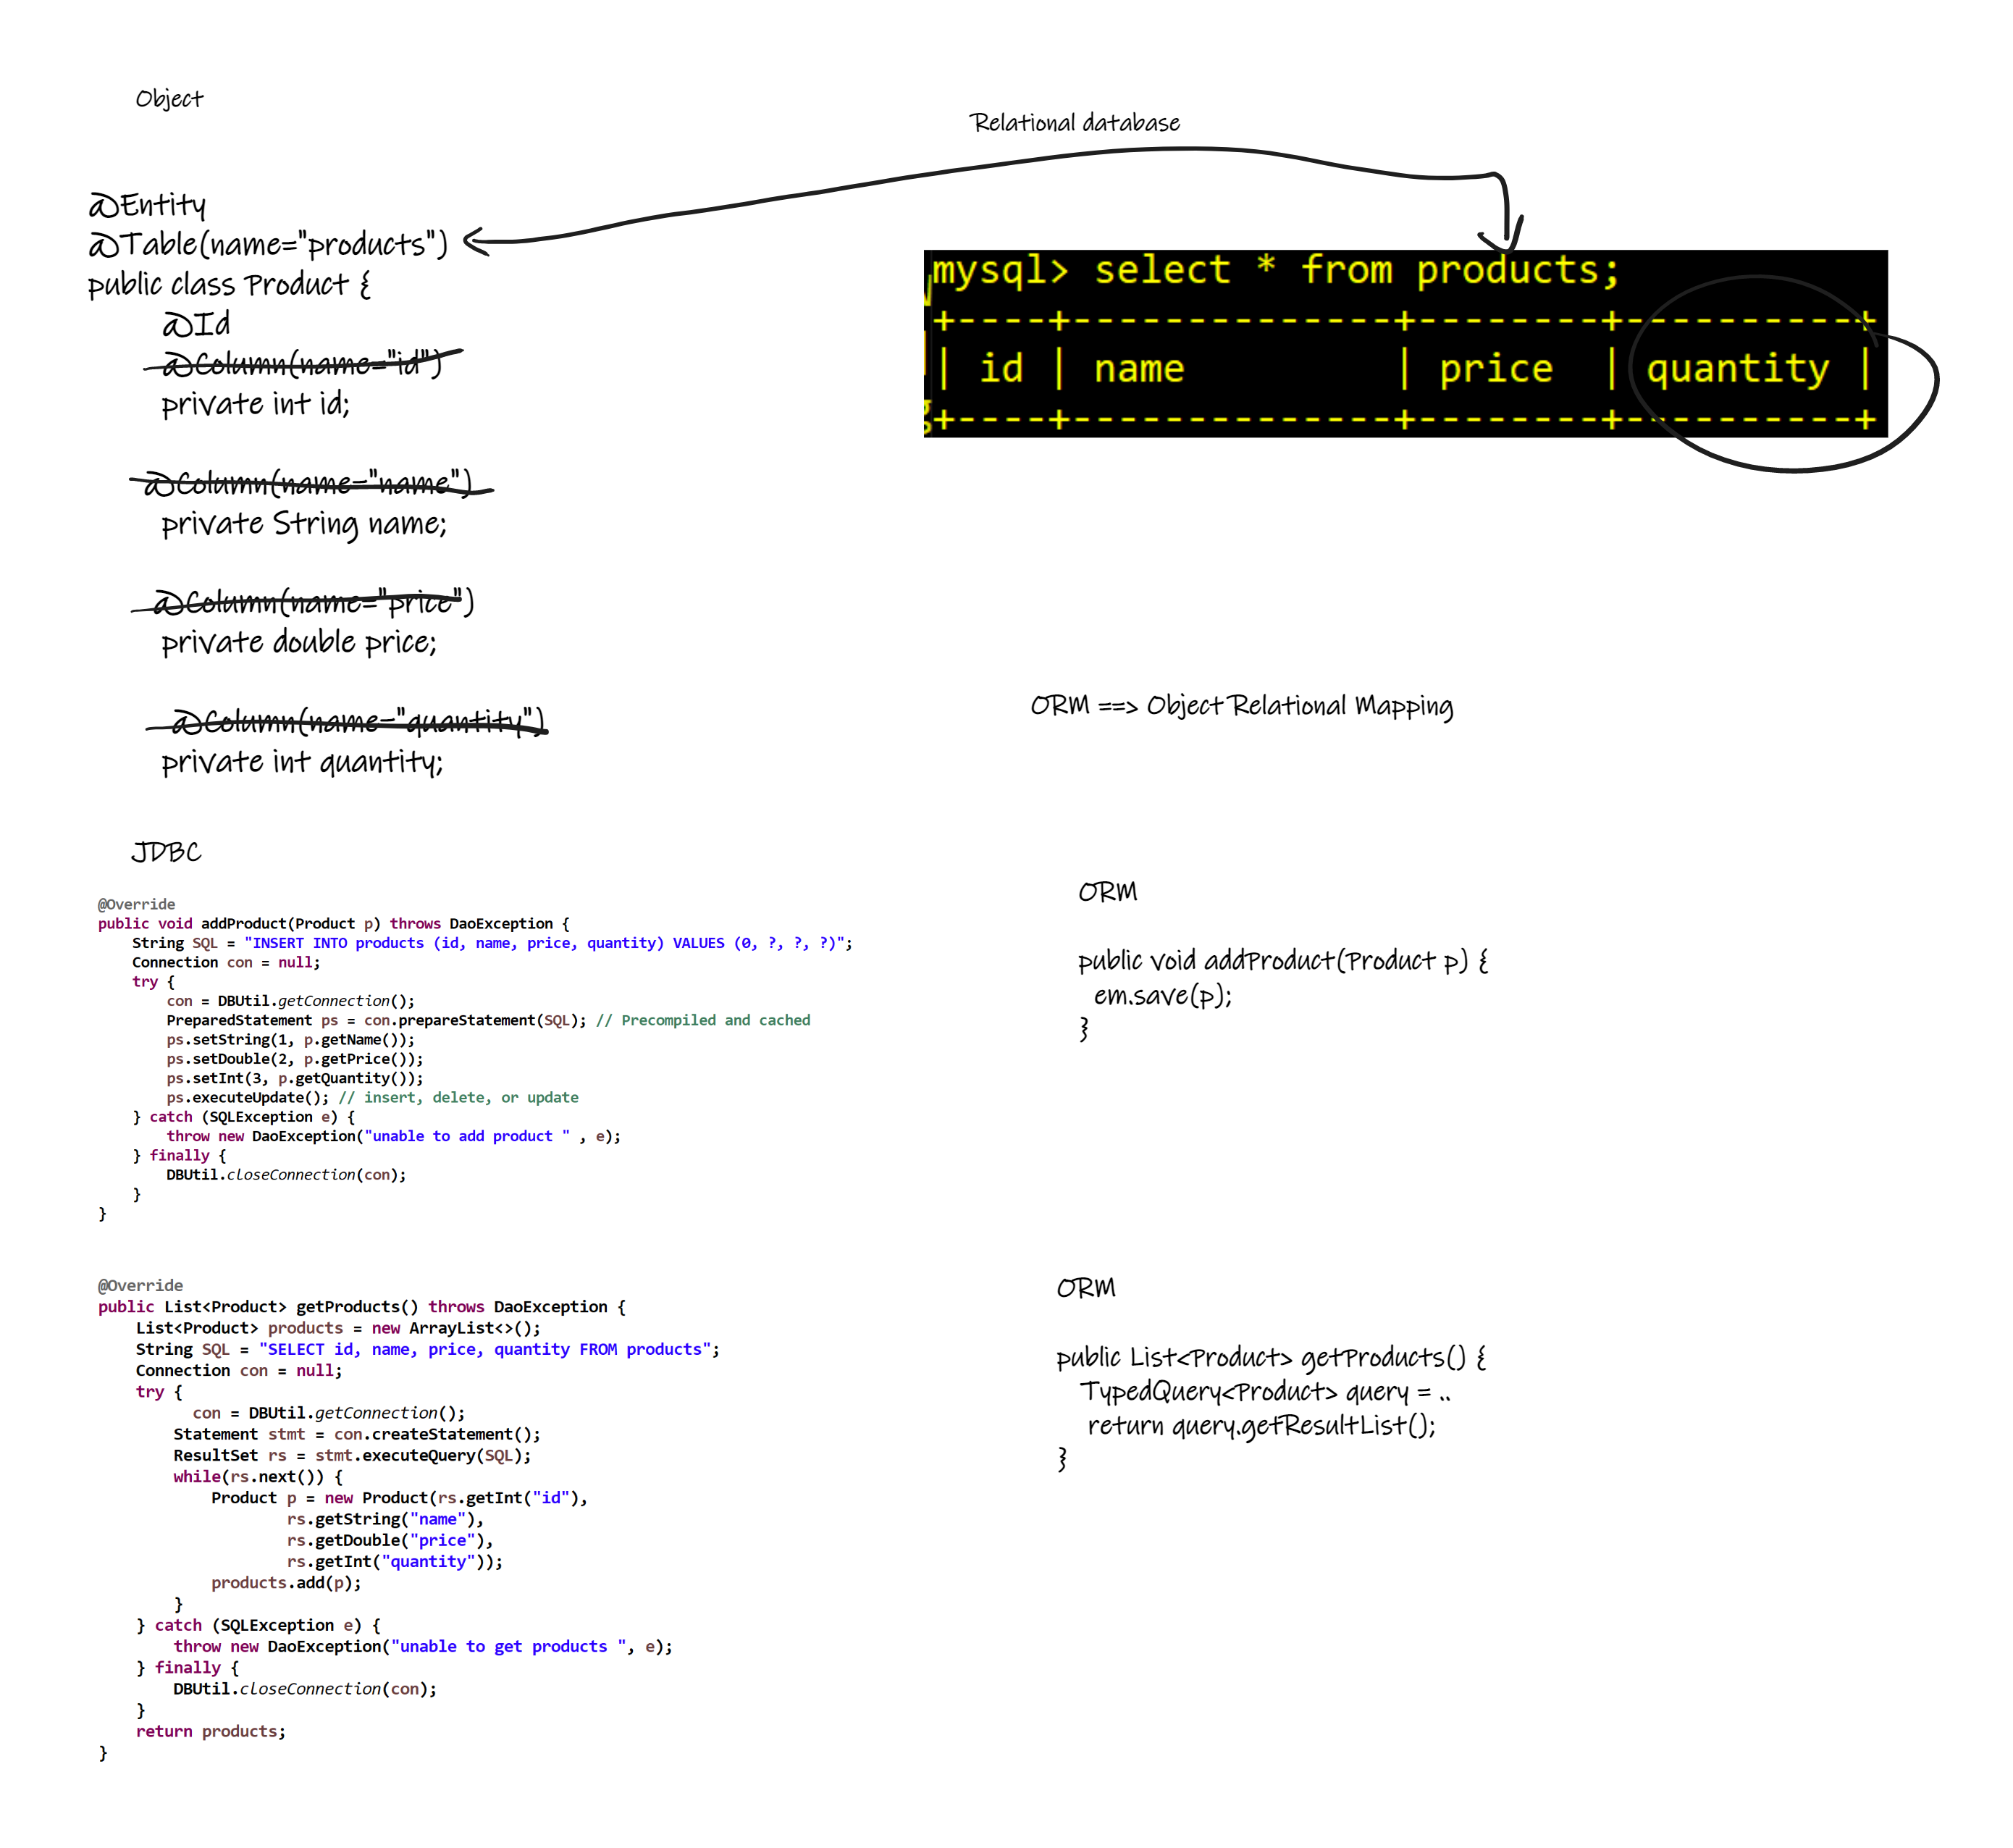 Object
Relational database
@Entity
@Table(name="products")
public class Product {
@Id
@Column(name="id")
private int id;
@Column(name="name")
private String name;
@Column(name="price")
private double price;
@Column(name="quantity")
private int quantity;
mysql> select * from products;
+----+--------------+--------+-----------+
| id | name | price | quantity |
+----+--------------+--------+-----------+
ORM ==> Object Relational Mapping
JDBC
@Override
public void addProduct(Product p) throws DaoException {
String SQL = "INSERT INTO products (id, name, price, quantity) VALUES (0, ?, ?, ?)";
Connection con = null;
try {
con = DBUtil.getConnection();
PreparedStatement ps = con.prepareStatement(SQL); // Precompiled and cached
ps.setString(1, p.getName());
ps.setDouble(2, p.getPrice());
ps.setInt(3, p.getQuantity());
ps.executeUpdate(); // insert, delete, or update
} catch (SQLException e) {
throw new DaoException("unable to add product " , e);
} finally {
DBUtil.closeConnection(con);
}
}
ORM
public void addProduct(Product p) {
em.save(p);
}
@Override
public List<Product> getProducts() throws DaoException {
List<Product> products = new ArrayList<>();
String SQL = "SELECT id, name, price, quantity FROM products";
Connection con = null;
try {
con = DBUtil.getConnection();
Statement stmt = con.createStatement();
ResultSet rs = stmt.executeQuery(SQL);
while(rs.next()) {
Product p = new Product(rs.getInt("id"),
rs.getString("name"),
rs.getDouble("price"),
rs.getInt("quantity"));
products.add(p);
}
} catch (SQLException e) {
throw new DaoException("unable to get products ", e);
} finally {
DBUtil.closeConnection(con);
}
return products;
}
ORM
public List<Product> getProducts() {
TypedQuery<Product> query = ..
return query.getResultList();
}